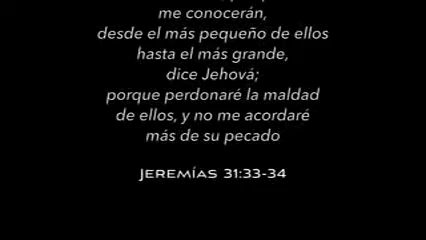 me conocerán,
desde el más pequeño de ellos
hasta el más grande,
dice Jehová;
porque perdonaré la maldad
de ellos, y no me acordaré
más de su pecado
JEREMÍAS 31:33-34